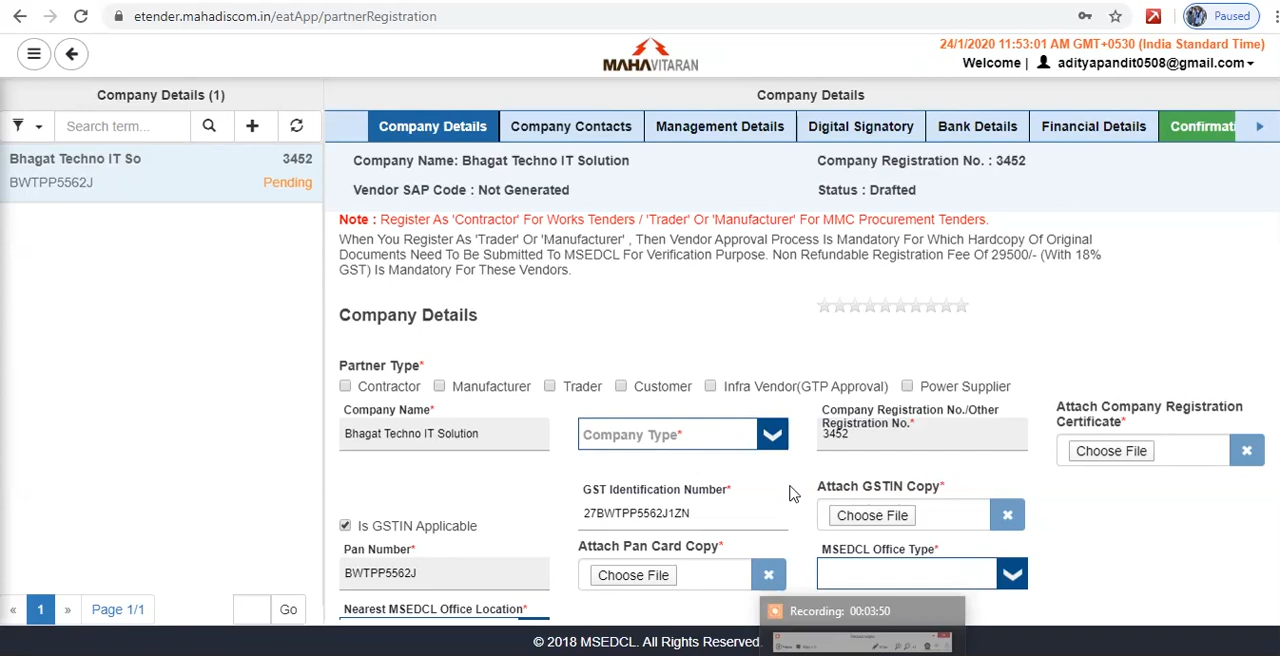 etender.mahadiscom.in/eatApp/partnerRegistration
Paused
MAHAVITARAN
24/1/2020 11:53:01 AM GMT+0530 (India Standard Time)
Welcome | adityapandit0508@gmail.com
Company Details (1)
Company Details
Search term...
Company Details
Company Contacts
Management Details
Digital Signatory
Bank Details
Financial Details
Confirmati
Bhagat Techno IT So 3452
BWTPP5562J Pending
Company Name: Bhagat Techno IT Solution
Company Registration No. : 3452
Vendor SAP Code : Not Generated
Status : Drafted
Note : Register As 'Contractor' For Works Tenders / 'Trader' Or 'Manufacturer' For MMC Procurement Tenders.
When You Register As 'Trader' Or 'Manufacturer' , Then Vendor Approval Process Is Mandatory For Which Hardcopy Of Original
Documents Need To Be Submitted To MSEDCL For Verification Purpose. Non Refundable Registration Fee Of 29500/- (With 18%
GST) Is Mandatory For These Vendors.
Company Details
Partner Type*
Contractor Manufacturer Trader Customer Infra Vendor(GTP Approval) Power Supplier
Company Name*
Bhagat Techno IT Solution
Company Type*
Company Registration No./Other
Registration No.*
3452
Attach Company Registration
Certificate*
Choose File
Is GSTIN Applicable
GST Identification Number*
27BWTPP5562J1ZN
Attach GSTIN Copy*
Choose File
Pan Number*
BWTPP5562J
Attach Pan Card Copy*
Choose File
MSEDCL Office Type*
Nearest MSEDCL Office Location*
« 1 » Page 1/1 Go
Recording: 00:03:50
© 2018 MSEDCL. All Rights Reserved.